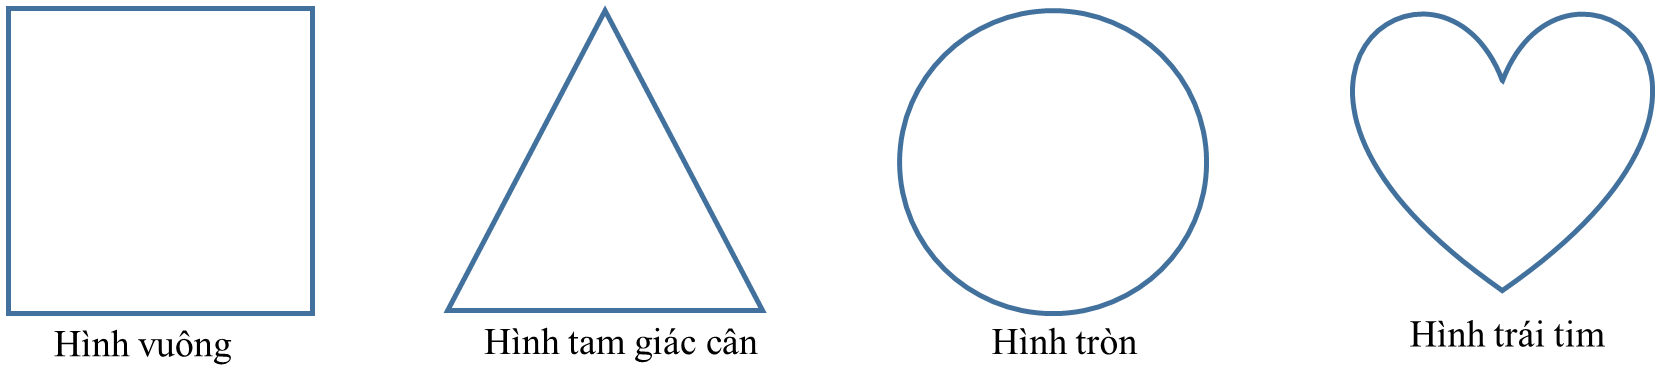 Hình vuông
Hình tam giác cân
Hình tròn
Hình trái tim